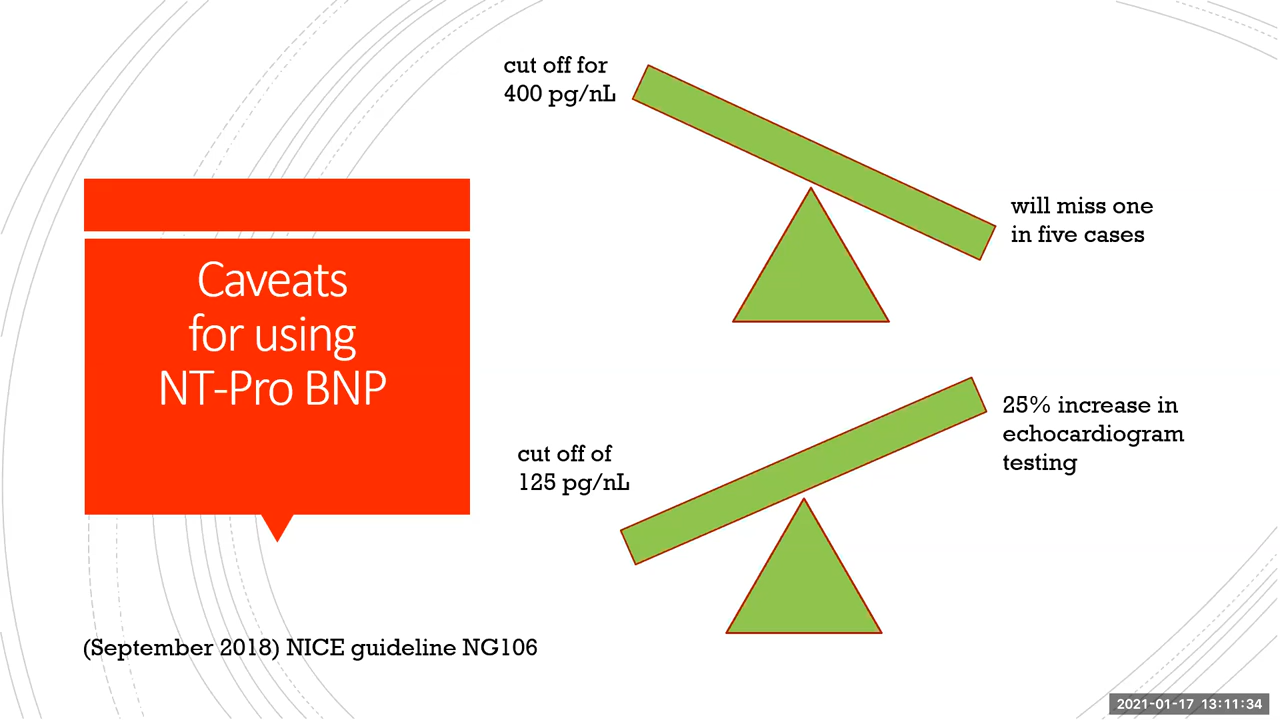 cut off for
400 pg/nL
will miss one
in five cases
Caveats
for using
NT-Pro BNP
25% increase in
echocardiogram
testing
cut off of
125 pg/nL
(September 2018) NICE guideline NG106
2021-01-17 13:11:34